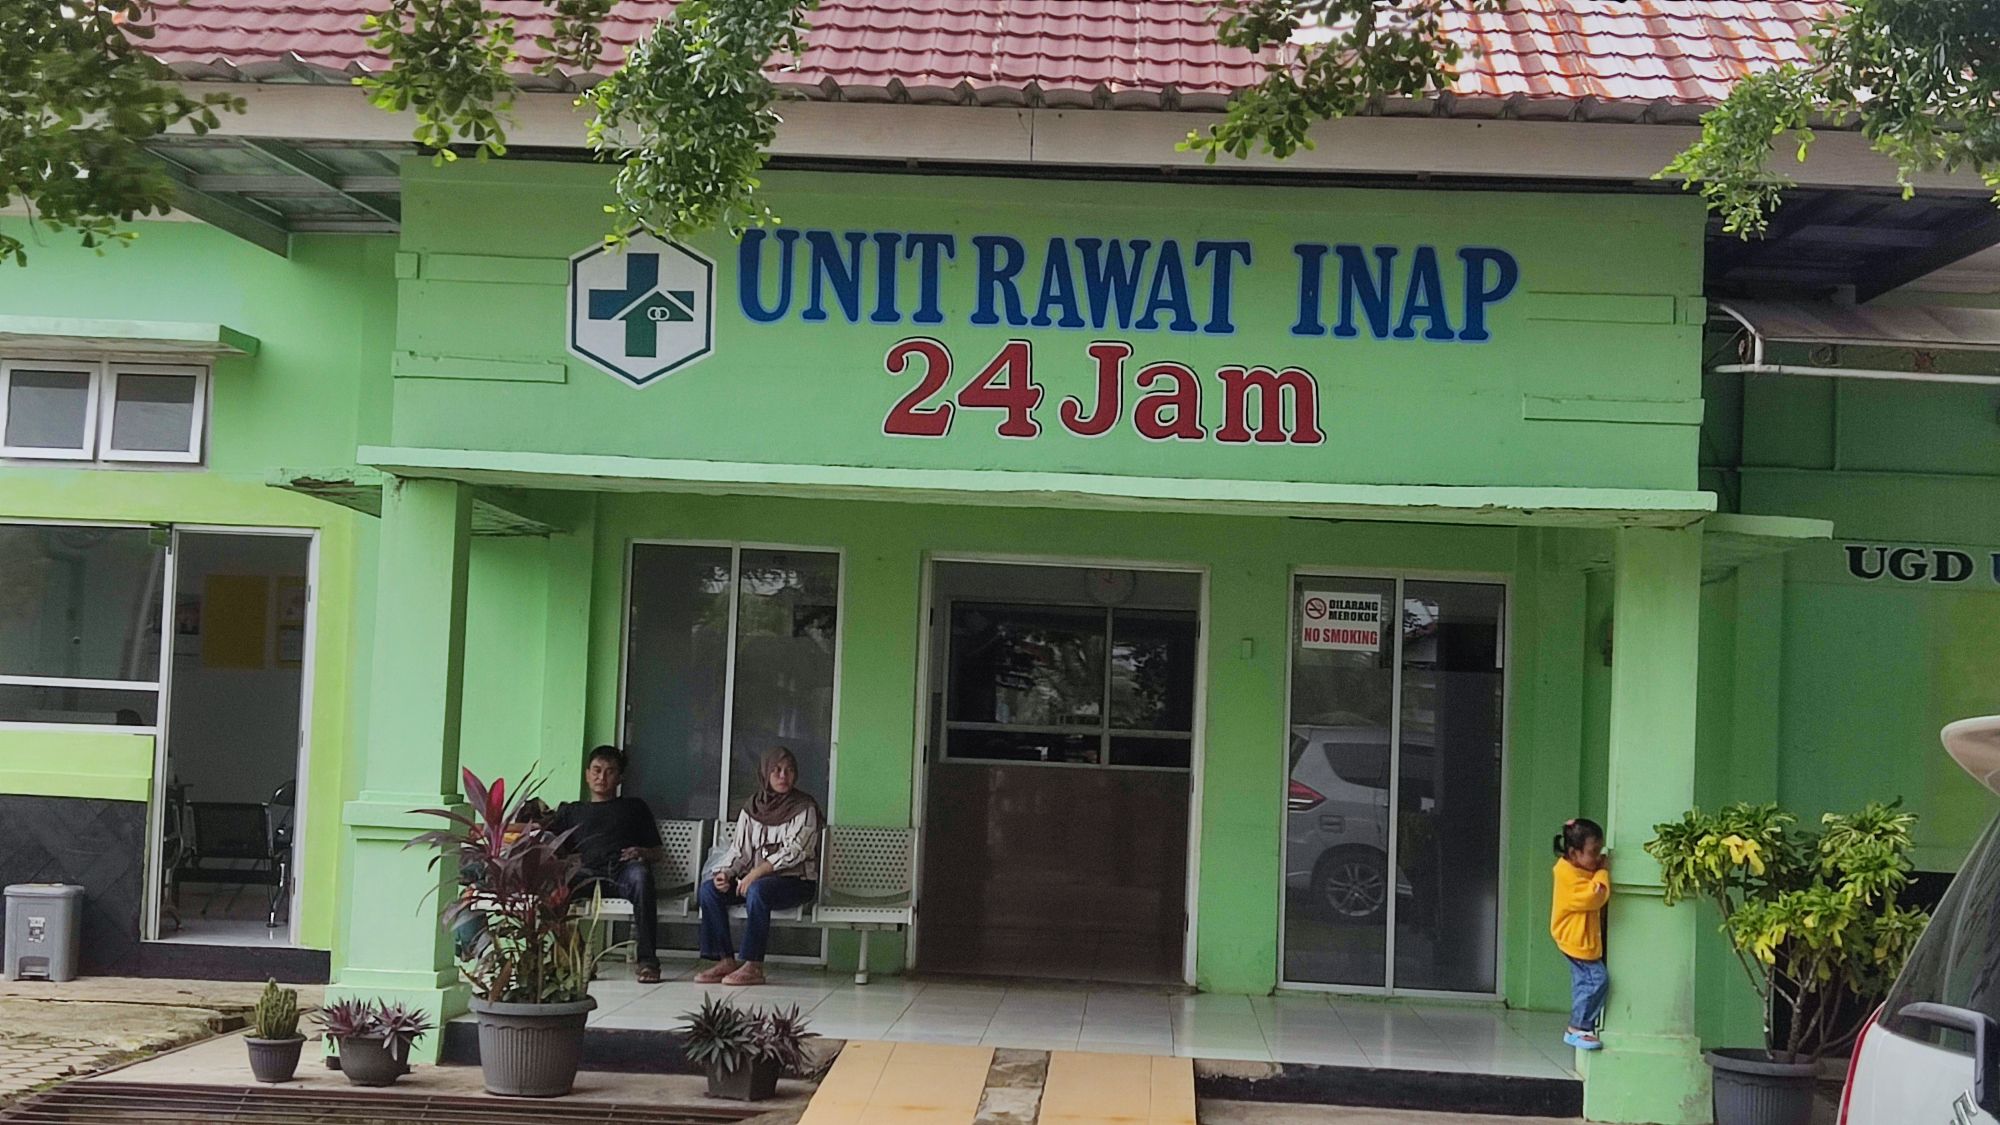 UNIT RAWAT INAP
24 Jam
UGD
DILARANG
MEROKOK
NO SMOKING